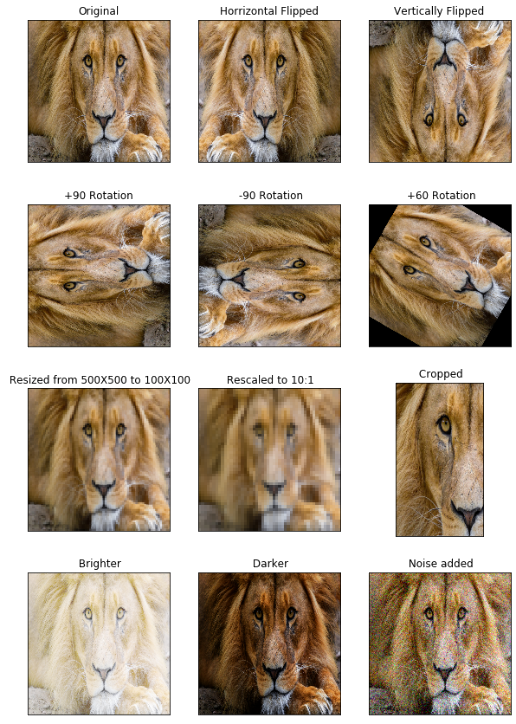 Original
Horrizontal Flipped
Vertically Flipped
+90 Rotation
-90 Rotation
+60 Rotation
Resized from 500X500 to 100X100
Rescaled to 10:1
Cropped
Brighter
Darker
Noise added